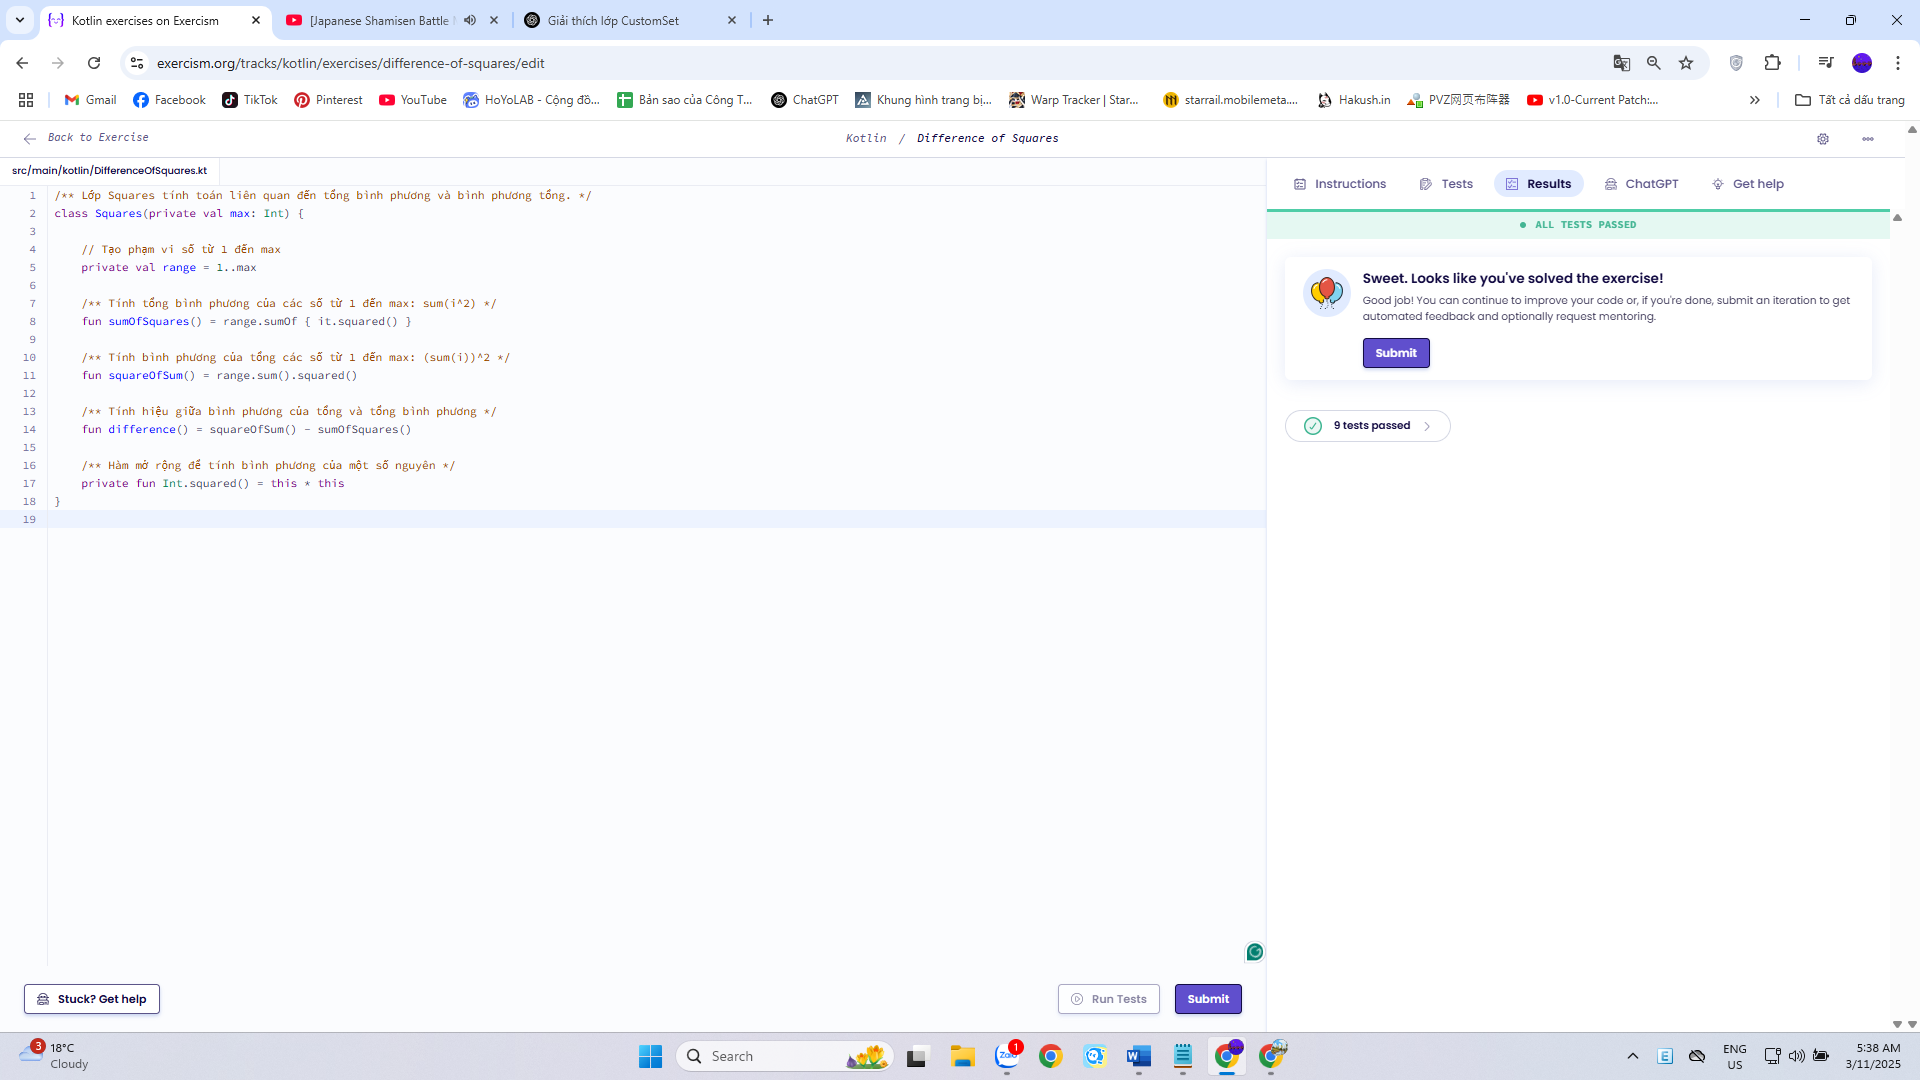 Kotlin exercises on Exercism
[Japanese Shamisen Battle M
Giải thích lớp CustomSet
exercism.org/tracks/kotlin/exercises/difference-of-squares/edit
Gmail
Facebook
TikTok
Pinterest
YouTube
HoYoLAB - Cộng đồ...
Bản sao của Công T...
ChatGPT
Khung hình trang bị...
Warp Tracker | Star...
starrail.mobilemeta....
Hakush.in
PVZ网页布阵器
v1.0-Current Patch:...
Tất cả dấu trang
Back to Exercise
Kotlin / Difference of Squares
src/main/kotlin/DifferenceOfSquares.kt
1 /** Lớp Squares tính toán liên quan đến tổng bình phương và bình phương tổng. */
2 class Squares(private val max: Int) {
3
4 // Tạo phạm vi số từ 1 đến max
5 private val range = 1..max
6
7 /** Tính tổng bình phương của các số từ 1 đến max: sum(i^2) */
8 fun sumOfSquares() = range.sumOf { it.squared() }
9
10 /** Tính bình phương của tổng các số từ 1 đến max: (sum(i))^2 */
11 fun squareOfSum() = range.sum().squared()
12
13 /** Tính hiệu giữa bình phương của tổng và tổng bình phương */
14 fun difference() = squareOfSum() - sumOfSquares()
15
16 /** Hàm mở rộng để tính bình phương của một số nguyên */
17 private fun Int.squared() = this * this
18 }
19
Instructions
Tests
Results
ChatGPT
Get help
ALL TESTS PASSED
Sweet. Looks like you've solved the exercise!
Good job! You can continue to improve your code or, if you're done, submit an iteration to get
automated feedback and optionally request mentoring.
Submit
9 tests passed
Stuck? Get help
Run Tests
Submit
3
18°C
Cloudy
Search
Zalo
1
W
E
ENG
US
5:38 AM
3/11/2025